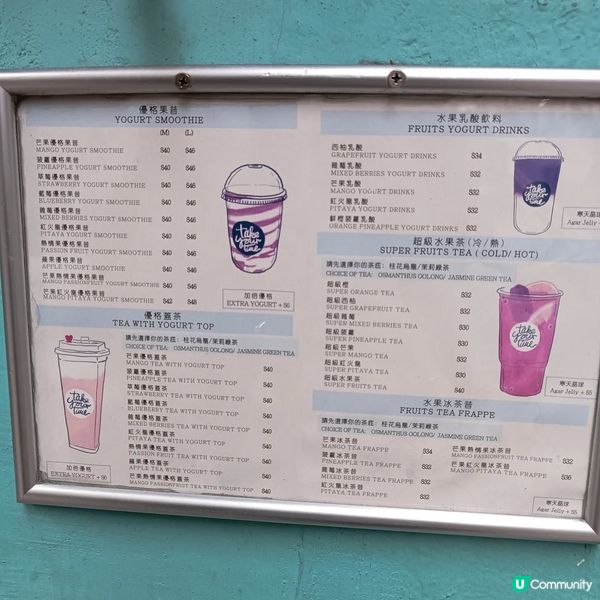 優格果昔
YOGURT SMOOTHIE
(M) (L)
芒果優格果昔
MANGO YOGURT SMOOTHIE $40 $46
菠蘿優格果昔
PINEAPPLE YOGURT SMOOTHIE $40 $46
草莓優格果昔
STRAWBERRY YOGURT SMOOTHIE $40 $46
藍莓優格果昔
BLUEBERRY YOGURT SMOOTHIE $40 $46
雜莓優格果昔
MIXED BERRIES YOGURT SMOOTHIE $40 $46
紅火龍優格果昔
PITAYA YOGURT SMOOTHIE $40 $46
熱情果優格果昔
PASSION FRUIT YOGURT SMOOTHIE $40 $46
蘋果優格果昔
APPLE YOGURT SMOOTHIE $40 $46
芒果熱情果優格果昔
MANGO PASSIONFRUIT YOGURT SMOOTHIE $40 $46
芒果紅火龍優格果昔
MANGO PITAYA YOGURT SMOOTHIE $42 $48
take your time
加倍優格
EXTRA YOGURT + $6
優格蓋茶
TEA WITH YOGURT TOP
請先選擇你的茶底: 桂花烏龍/茉莉綠茶
CHOICE OF TEA: OSMANTHUS OOLONG/ JASMINE GREEN TEA
芒果優格蓋茶
MANGO TEA WITH YOGURT TOP $40
菠蘿優格蓋茶
PINEAPPLE TEA WITH YOGURT TOP $40
草莓優格蓋茶
STRAWBERRY TEA WITH YOGURT TOP $40
藍莓優格蓋茶
BLUEBERRY TEA WITH YOGURT TOP $40
雜莓優格蓋茶
MIXED BERRIES TEA WITH YOGURT TOP $40
紅火龍優格蓋茶
PITAYA TEA WITH YOGURT TOP $40
熱情果優格蓋茶
PASSION FRUIT TEA WITH YOGURT TOP $40
蘋果優格蓋茶
APPLE TEA WITH YOGURT TOP $40
芒果熱情果優格蓋茶
MANGO PASSIONFRUIT TEA WITH YOGURT TOP $40
take your time
加倍優格
EXTRA YOGURT + $6
水果乳酸飲料
FRUITS YOGURT DRINKS
西柚乳酸
GRAPEFRUIT YOGURT DRINKS $34
雜莓乳酸
MIXED BERRIES YOGURT DRINKS $32
芒果乳酸
MANGO YOGURT DRINKS $32
紅火龍乳酸
PITAYA YOGURT DRINKS $32
鮮橙菠蘿乳酸
ORANGE PINEAPPLE YOGURT DRINKS $32
take your time
寒天晶球
Agar Jelly +
超級水果茶(冷/熱)
SUPER FRUITS TEA ( COLD/ HOT)
請先選擇你的茶底: 桂花烏龍/茉莉綠茶
CHOICE OF TEA: OSMANTHUS OOLONG/ JASMINE GREEN TEA
超級橙
SUPER ORANGE TEA $32
超級西柚
SUPER GRAPEFRUIT TEA $32
超級雜莓
SUPER MIXED BERRIES TEA $30
超級菠蘿
SUPER PINEAPPLE TEA $30
超級芒果
SUPER MANGO TEA $32
超級紅火龍
SUPER PITAYA TEA $30
超級水果茶
SUPER FRUITS TEA $40
take your time
寒天晶球
Agar Jelly + $5
水果冰茶昔
FRUITS TEA FRAPPE
請先選擇你的茶底: 桂花烏龍/茉莉綠茶
CHOICE OF TEA: OSMANTHUS OOLONG/ JASMINE GREEN TEA
芒果冰茶昔
MANGO TEA FRAPPE $34
菠蘿冰茶昔
PINEAPPLE TEA FRAPPE $32
雜莓冰茶昔
MIXED BERRIES TEA FRAPPE $32
紅火龍冰茶昔
PITAYA TEA FRAPPE $32
芒果熱情果冰茶昔
MANGO PASSIONFRUIT TEA FRAPPE $32
芒果紅火龍冰茶昔
MANGO PITAYA TEA FRAPPE $36
寒天晶球
Agar Jelly + $5
U Community